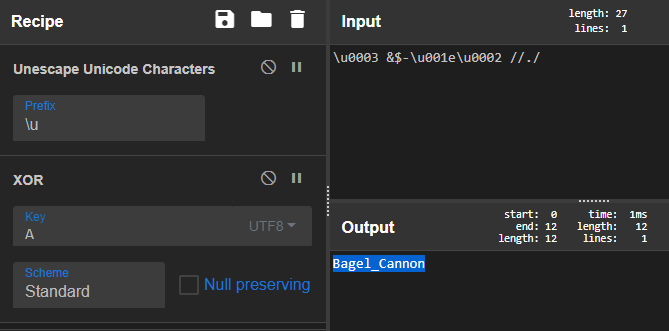 Recipe
Unescape Unicode Characters
Prefix
\u
XOR
Key
A
UTF8
Scheme
Standard
Null preserving
Input
length: 27
lines: 1
\u0003 &$-\u001e\u0002 //./
Output
start: 0 time: 1ms
end: 12 length: 12
length: 12 lines: 1
Bagel_Cannon